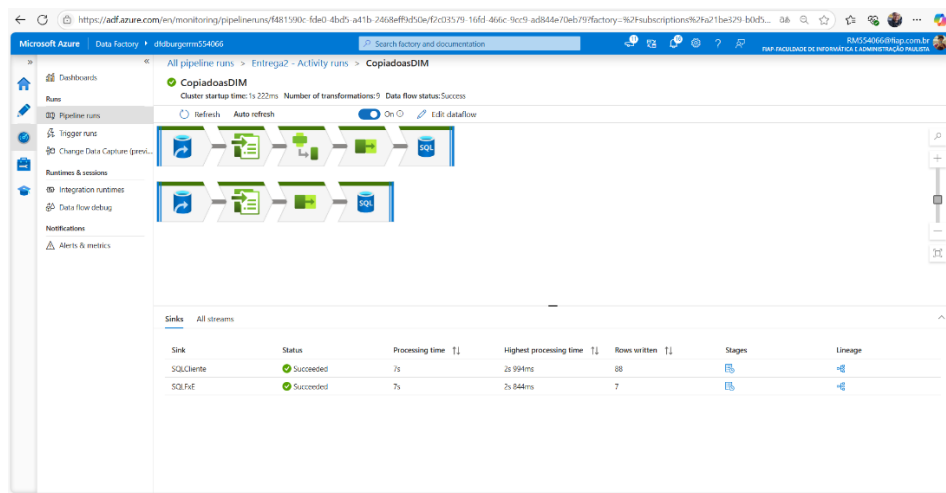 https://adf.azure.com/en/monitoring/pipelineruns/f481590c-fde0-4bd5-a41b-2468eff9d50e/f2c03579-16fd-466c-9cc9-ad844e70eb79?factory=%2Fsubscriptions%2Fa21be329-b0d5...
Microsoft Azure | Data Factory
Search factory and documentation
RM554066@fiap.com.br
FIAP-FACULDADE DE INFORMÁTICA E ADMINISTRAÇÃO PAULISTA
All pipeline runs > Entrega2 - Activity runs > CopiadoasDIM
Dashboards
CopiadoasDIM
Cluster startup time: 1s 222ms Number of transformations: 9 Data flow status: Success
Runs
Pipeline runs
Refresh Auto refresh On Edit dataflow
Trigger runs
Change Data Capture (previ...
SQL
Runtimes & sessions
Integration runtimes
Data flow debug
SQL
Notifications
Alerts & metrics
Sinks All streams
Sink Status Processing time Highest processing time Rows written Stages Lineage
SQLCliente Succeeded 7s 2s 994ms 88
SQLFxE Succeeded 7s 2s 844ms 7